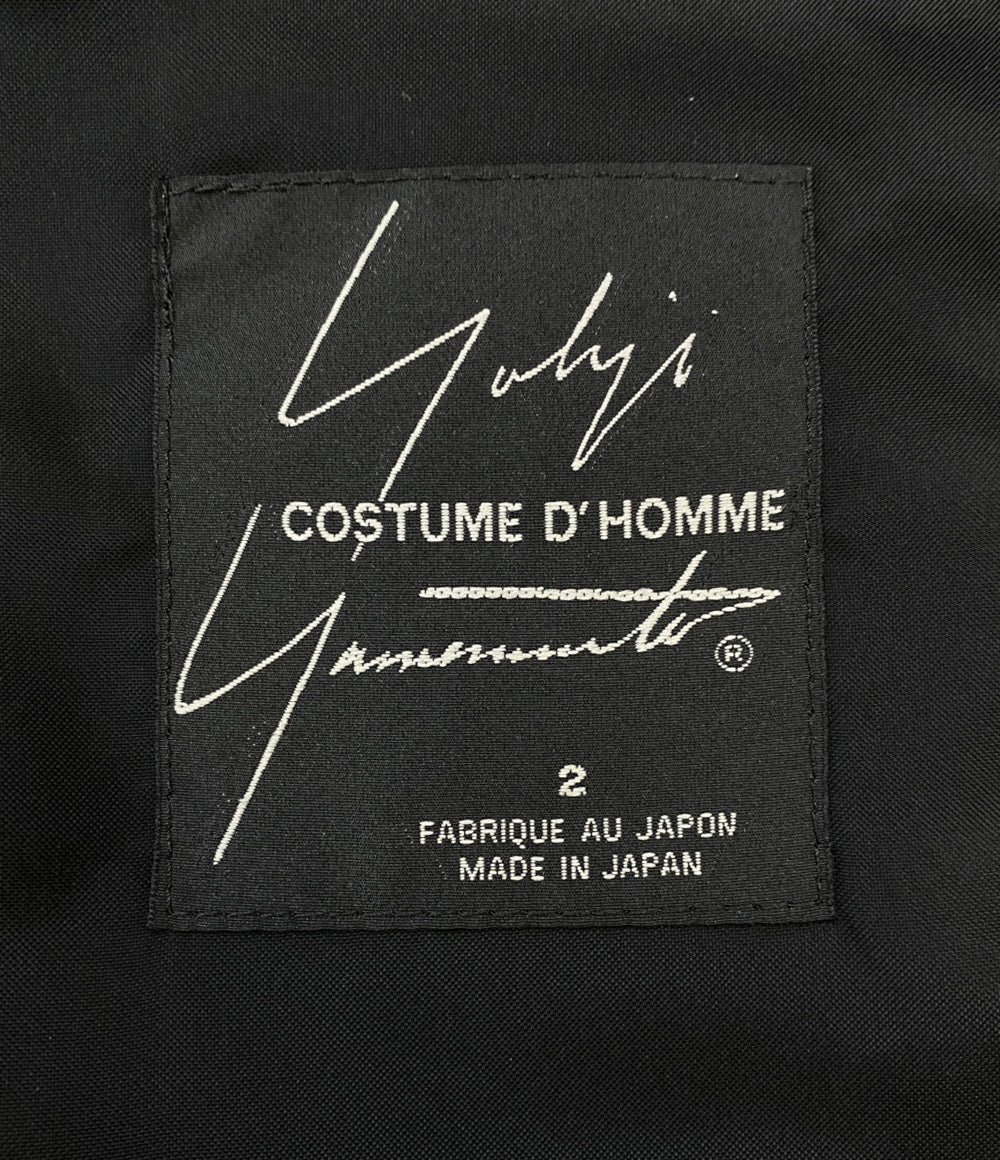 Yohji
COSTUME D'HOMME
Yamamoto ®
2
FABRIQUE AU JAPON
MADE IN JAPAN